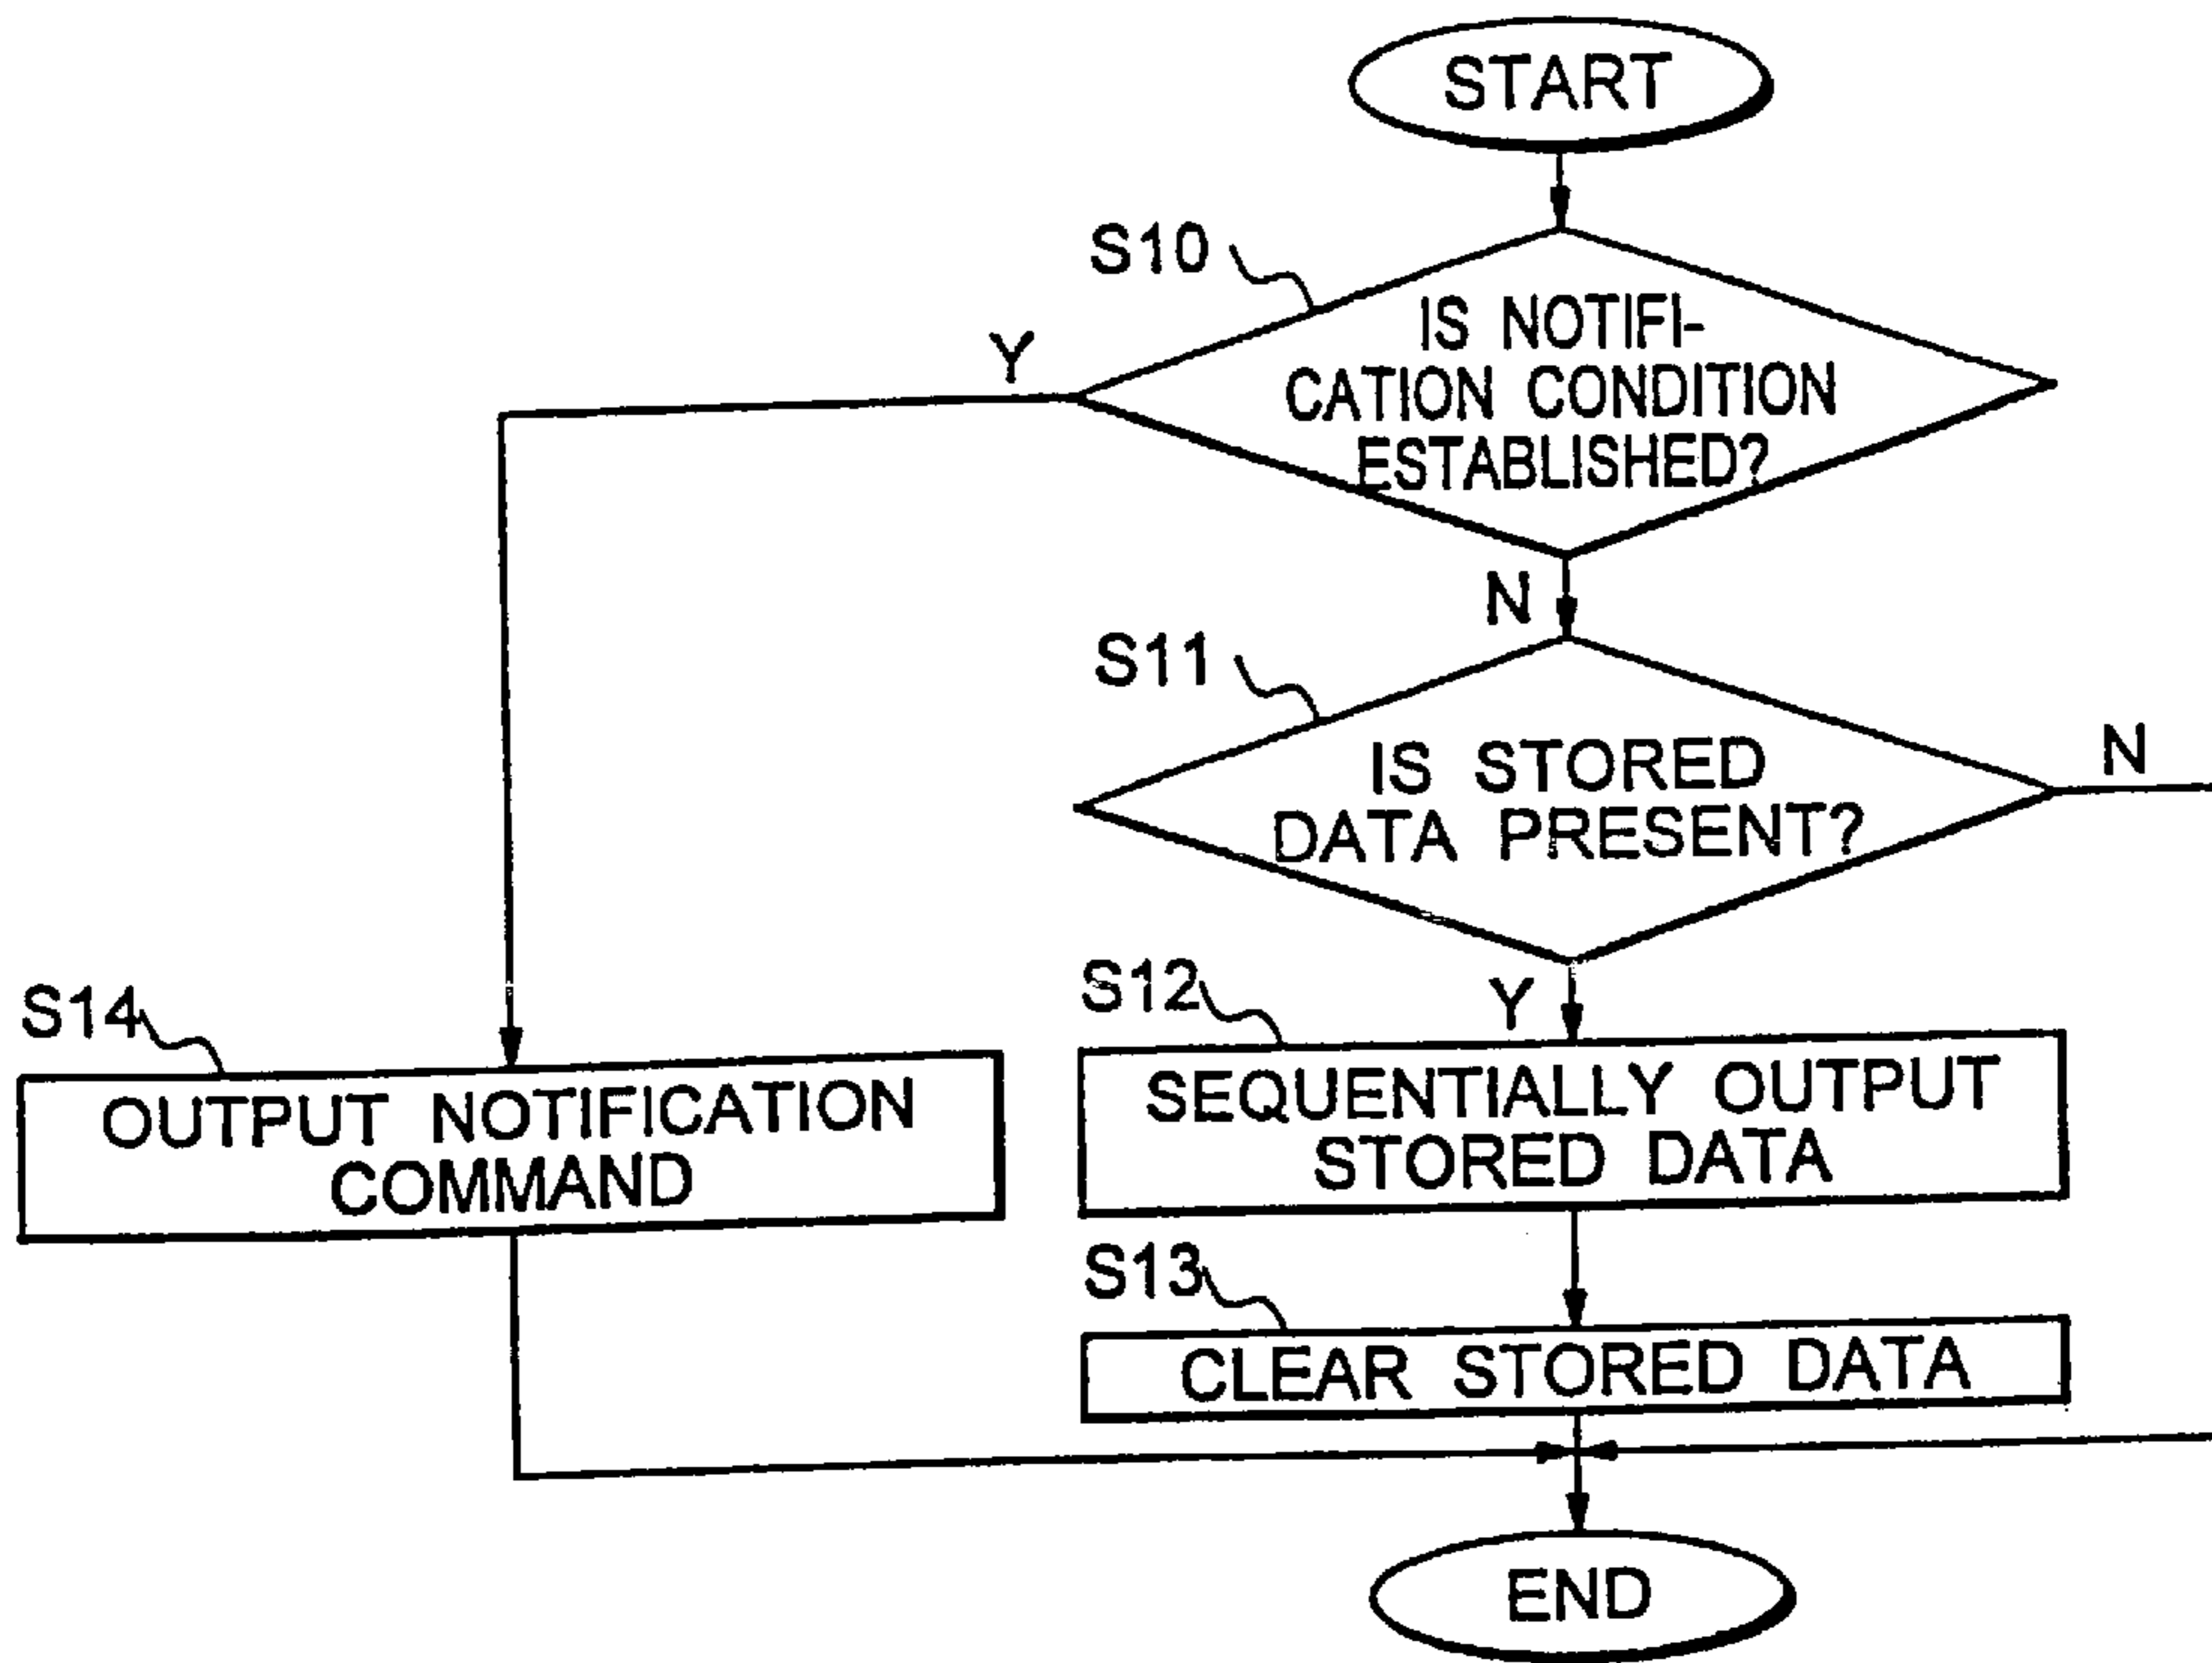 START
S10
IS NOTIFI-
CATION CONDITION
ESTABLISHED?
Y
N
S11
IS STORED
DATA PRESENT?
N
Y
S12
SEQUENTIALLY OUTPUT
STORED DATA
S14
OUTPUT NOTIFICATION
COMMAND
S13
CLEAR STORED DATA
END